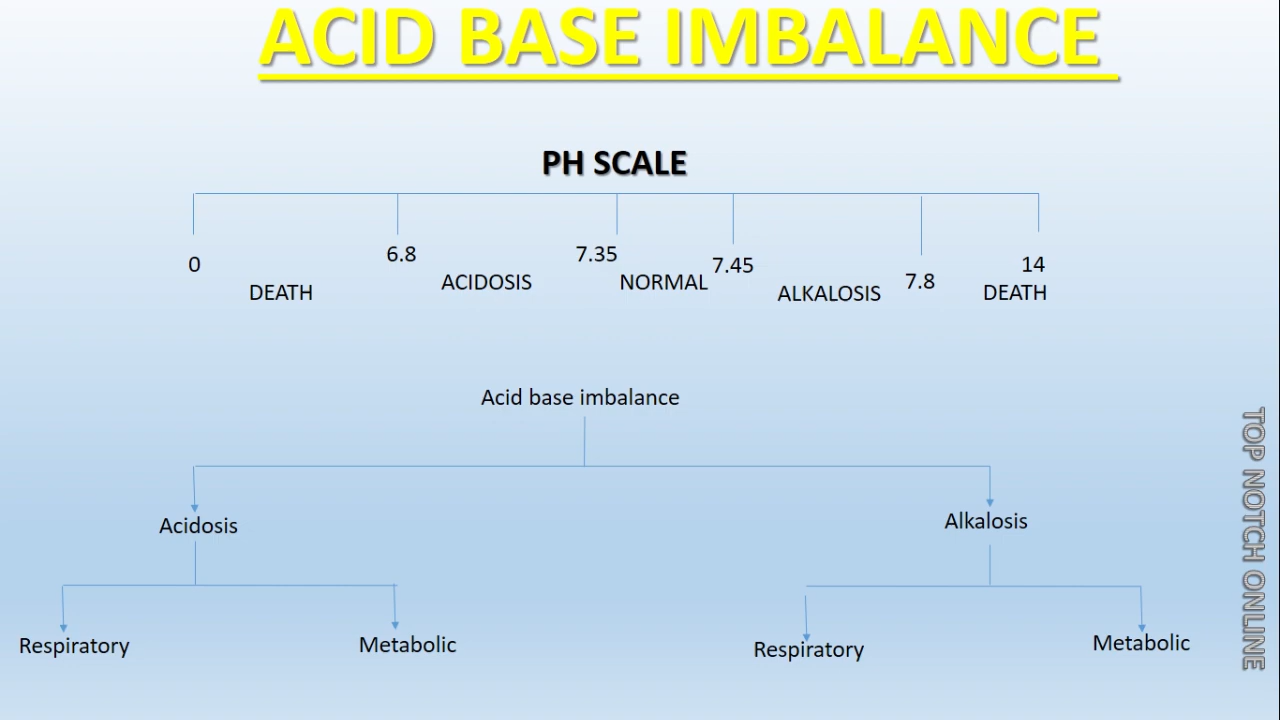 ACID BASE IMBALANCE
PH SCALE
0
6.8
7.35
7.45
7.8
14
DEATH
ACIDOSIS
NORMAL
ALKALOSIS
DEATH
Acid base imbalance
Acidosis
Alkalosis
Respiratory
Metabolic
Respiratory
Metabolic
TOP NOTCH ONLINE